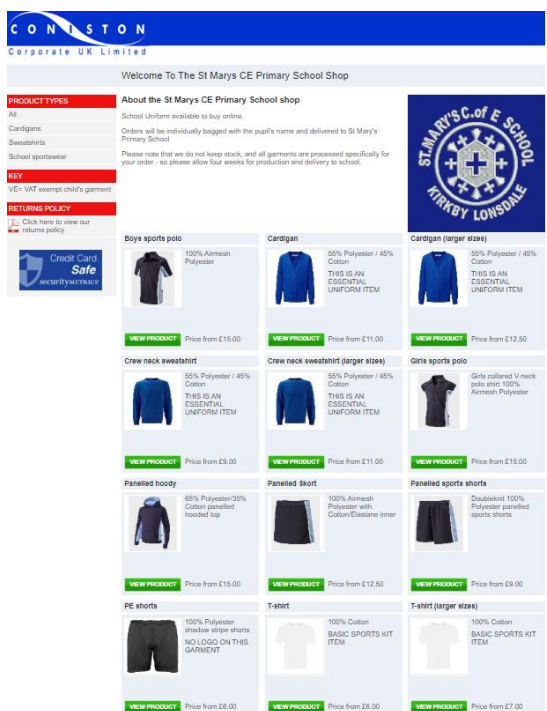 CONISTON
Corporate UK Limited
Welcome To The St Marys CE Primary School Shop
PRODUCT TYPES
All
Cardigans
Sweatshirts
School sportswear
KEY
VE= VAT exempt child's garment
RETURNS POLICY
Click here to view our
returns policy
Credit Card
Safe
SECURITYMETRICS
About the St Marys CE Primary School shop
School Uniform available to buy online.
Orders will be individually bagged with the pupil's name and delivered to St Mary's
Primary School
Please note that we do not keep stock, and all garments are processed specifically for
your order - so please allow four weeks for production and delivery to school.
ST.MARY'S C.of E SCHOOL
KIRKBY LONSDALE
Boys sports polo
100% Airmesh
Polyester
VIEW PRODUCT Price from £15.00
Cardigan
55% Polyester / 45%
Cotton
THIS IS AN
ESSENTIAL
UNIFORM ITEM
VIEW PRODUCT Price from £11.00
Cardigan (larger sizes)
55% Polyester / 45%
Cotton
THIS IS AN
ESSENTIAL
UNIFORM ITEM
VIEW PRODUCT Price from £12.50
Crew neck sweatshirt
55% Polyester / 45%
Cotton
THIS IS AN
ESSENTIAL
UNIFORM ITEM
VIEW PRODUCT Price from £9.00
Crew neck sweatshirt (larger sizes)
55% Polyester / 45%
Cotton
THIS IS AN
ESSENTIAL
UNIFORM ITEM
VIEW PRODUCT Price from £11.00
Girls sports polo
Girls collared V-neck
polo shirt 100%
Airmesh Polyester
VIEW PRODUCT Price from £15.00
Panelled hoody
65% Polyester/35%
Cotton panelled
hooded top
VIEW PRODUCT Price from £15.00
Panelled Skort
100% Airmesh
Polyester with
Cotton/Elastane inner
VIEW PRODUCT Price from £12.50
Panelled sports shorts
Doubleknit 100%
Polyester panelled
sports shorts
VIEW PRODUCT Price from £9.00
PE shorts
100% Polyester
shadow stripe shorts
NO LOGO ON THIS
GARMENT
VIEW PRODUCT Price from £6.00
T-shirt
100% Cotton
BASIC SPORTS KIT
ITEM
VIEW PRODUCT Price from £6.00
T-shirt (larger sizes)
100% Cotton
BASIC SPORTS KIT
ITEM
VIEW PRODUCT Price from £7.00